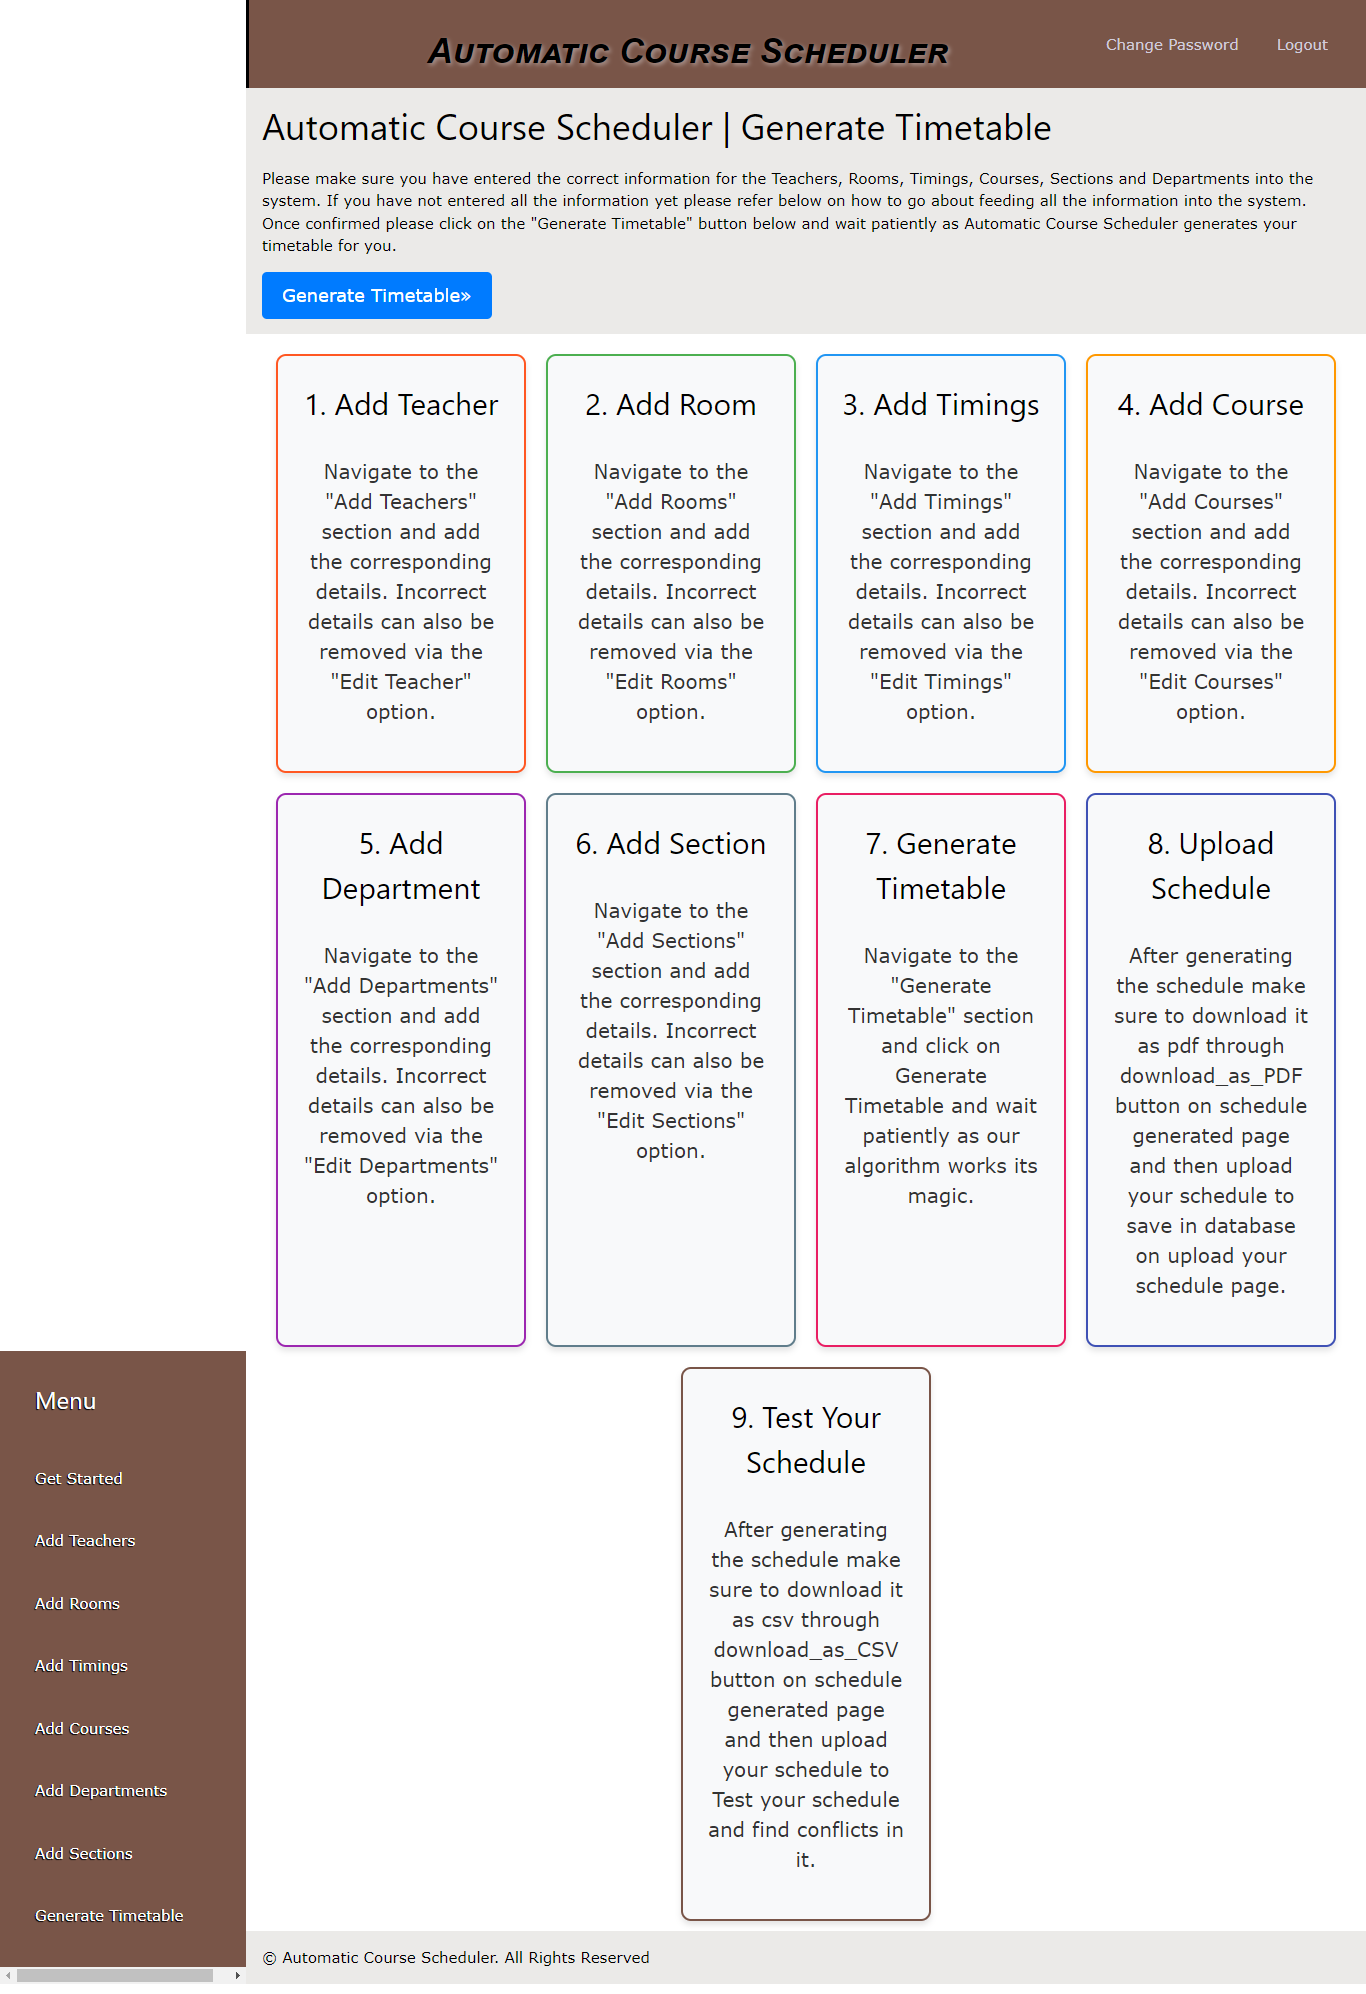 Automatic Course Scheduler
Change Password
Logout
Automatic Course Scheduler | Generate Timetable
Please make sure you have entered the correct information for the Teachers, Rooms, Timings, Courses, Sections and Departments into the
system. If you have not entered all the information yet please refer below on how to go about feeding all the information into the system.
Once confirmed please click on the "Generate Timetable" button below and wait patiently as Automatic Course Scheduler generates your
timetable for you.
Generate Timetable»
1. Add Teacher
Navigate to the
"Add Teachers"
section and add
the corresponding
details. Incorrect
details can also be
removed via the
"Edit Teacher"
option.
2. Add Room
Navigate to the
"Add Rooms"
section and add
the corresponding
details. Incorrect
details can also be
removed via the
"Edit Rooms"
option.
3. Add Timings
Navigate to the
"Add Timings"
section and add
the corresponding
details. Incorrect
details can also be
removed via the
"Edit Timings"
option.
4. Add Course
Navigate to the
"Add Courses"
section and add
the corresponding
details. Incorrect
details can also be
removed via the
"Edit Courses"
option.
5. Add
Department
Navigate to the
"Add Departments"
section and add
the corresponding
details. Incorrect
details can also be
removed via the
"Edit Departments"
option.
6. Add Section
Navigate to the
"Add Sections"
section and add
the corresponding
details. Incorrect
details can also be
removed via the
"Edit Sections"
option.
7. Generate
Timetable
Navigate to the
"Generate
Timetable" section
and click on
Generate
Timetable and wait
patiently as our
algorithm works its
magic.
8. Upload
Schedule
After generating
the schedule make
sure to download it
as pdf through
download_as_PDF
button on schedule
generated page
and then upload
your schedule to
save in database
on upload your
schedule page.
9. Test Your
Schedule
After generating
the schedule make
sure to download it
as csv through
download_as_CSV
button on schedule
generated page
and then upload
your schedule to
Test your schedule
and find conflicts in
it.
Menu
Get Started
Add Teachers
Add Rooms
Add Timings
Add Courses
Add Departments
Add Sections
Generate Timetable
© Automatic Course Scheduler. All Rights Reserved